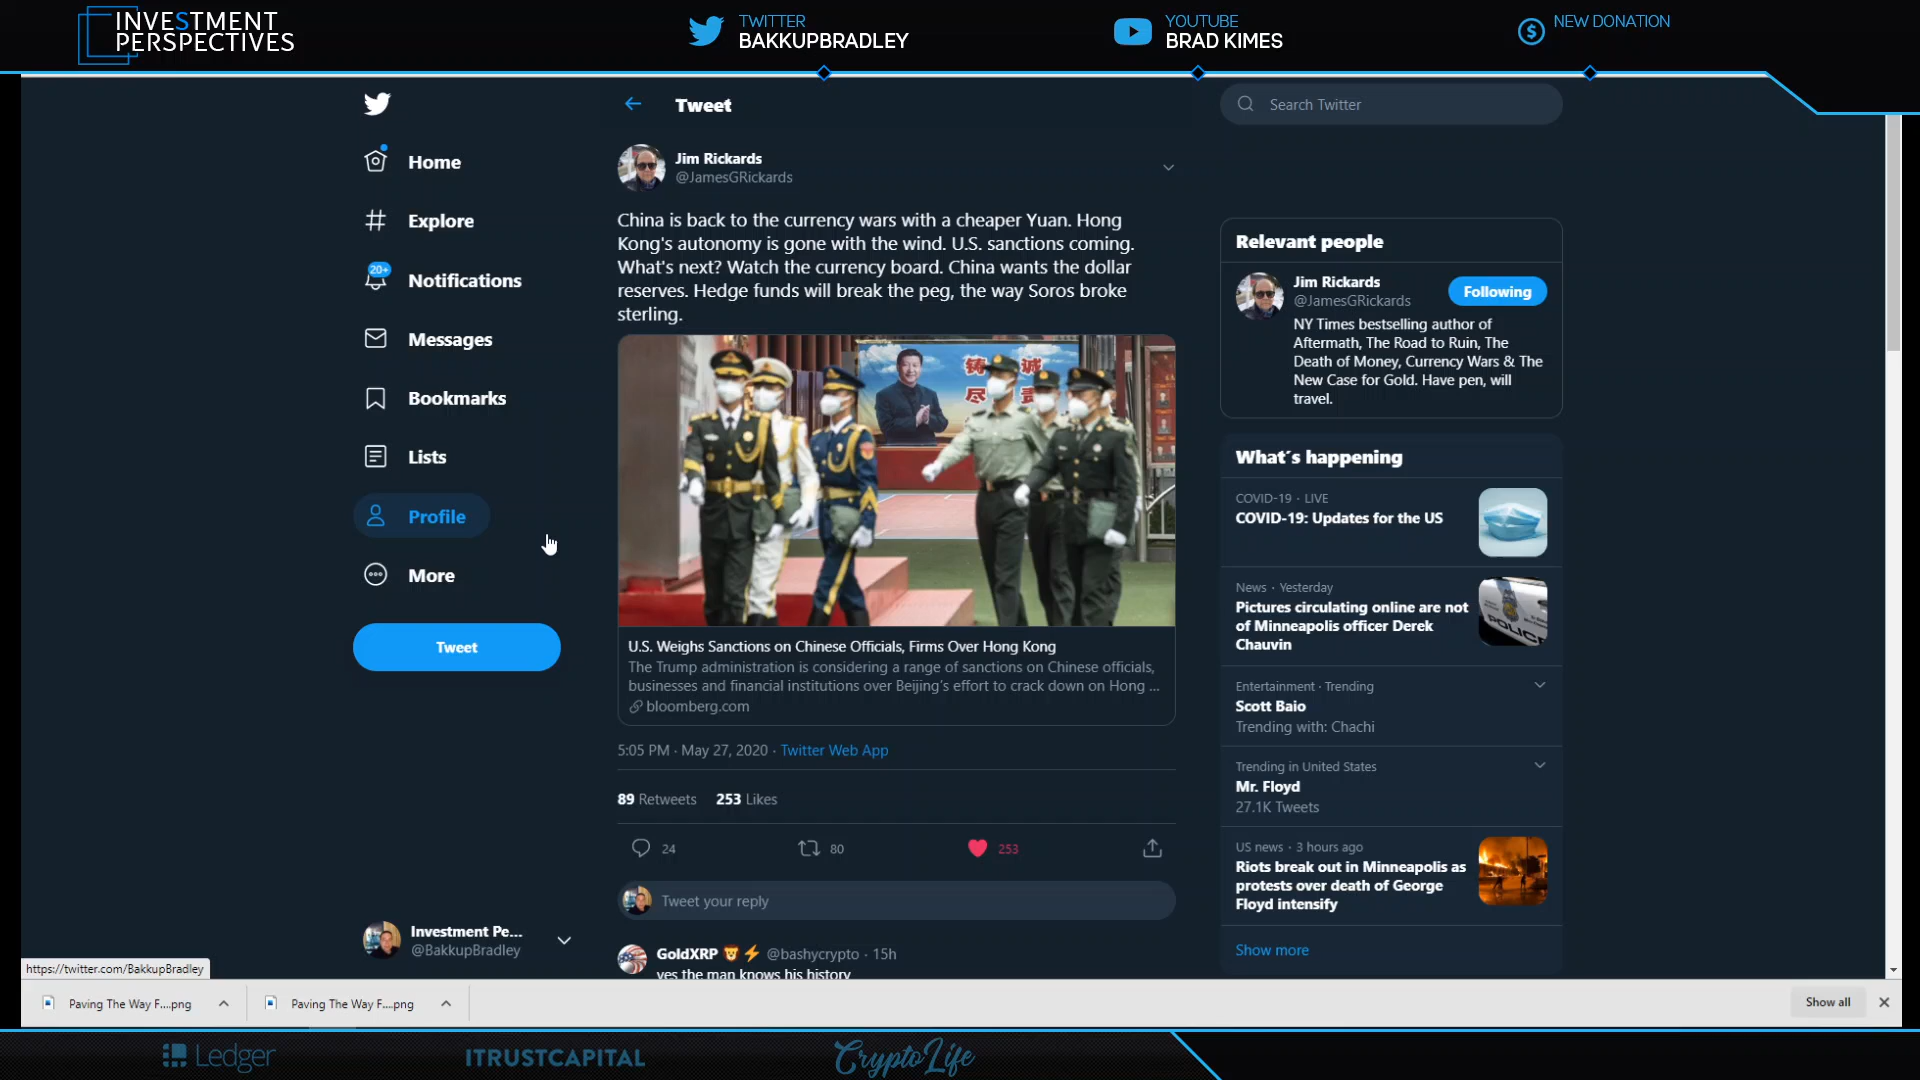 INVESTMENT
PERSPECTIVES
TWITTER
BAKKUPBRADLEY
YOUTUBE
BRAD KIMES
NEW DONATION
Home
Explore
20+
Notifications
Messages
Bookmarks
Lists
Profile
More
Tweet
Investment Pe...
@BakkupBradley
Tweet
Jim Rickards
@JamesGRickards
China is back to the currency wars with a cheaper Yuan. Hong
Kong's autonomy is gone with the wind. U.S. sanctions coming.
What's next? Watch the currency board. China wants the dollar
reserves. Hedge funds will break the peg, the way Soros broke
sterling.
铸 诚
尽 责
POLICE
U.S. Weighs Sanctions on Chinese Officials, Firms Over Hong Kong
The Trump administration is considering a range of sanctions on Chinese officials,
businesses and financial institutions over Beijing's effort to crack down on Hong ...
bloomberg.com
5:05 PM · May 27, 2020 · Twitter Web App
89 Retweets 253 Likes
24 80 253
Tweet your reply
GoldXRP @bashycrypto · 15h
yes the man knows his history
Search Twitter
Relevant people
Jim Rickards
@JamesGRickards
Following
NY Times bestselling author of
Aftermath, The Road to Ruin, The
Death of Money, Currency Wars & The
New Case for Gold. Have pen, will
travel.
What's happening
COVID-19 · LIVE
COVID-19: Updates for the US
News · Yesterday
Pictures circulating online are not
of Minneapolis officer Derek
Chauvin
Entertainment · Trending
Scott Baio
Trending with: Chachi
Trending in United States
Mr. Floyd
27.1K Tweets
US news · 3 hours ago
Riots break out in Minneapolis as
protests over death of George
Floyd intensify
Show more
https://twitter.com/BakkupBradley
Paving The Way F....png
Paving The Way F....png
Show all
Ledger
ITRUSTCAPITAL
CryptoLife